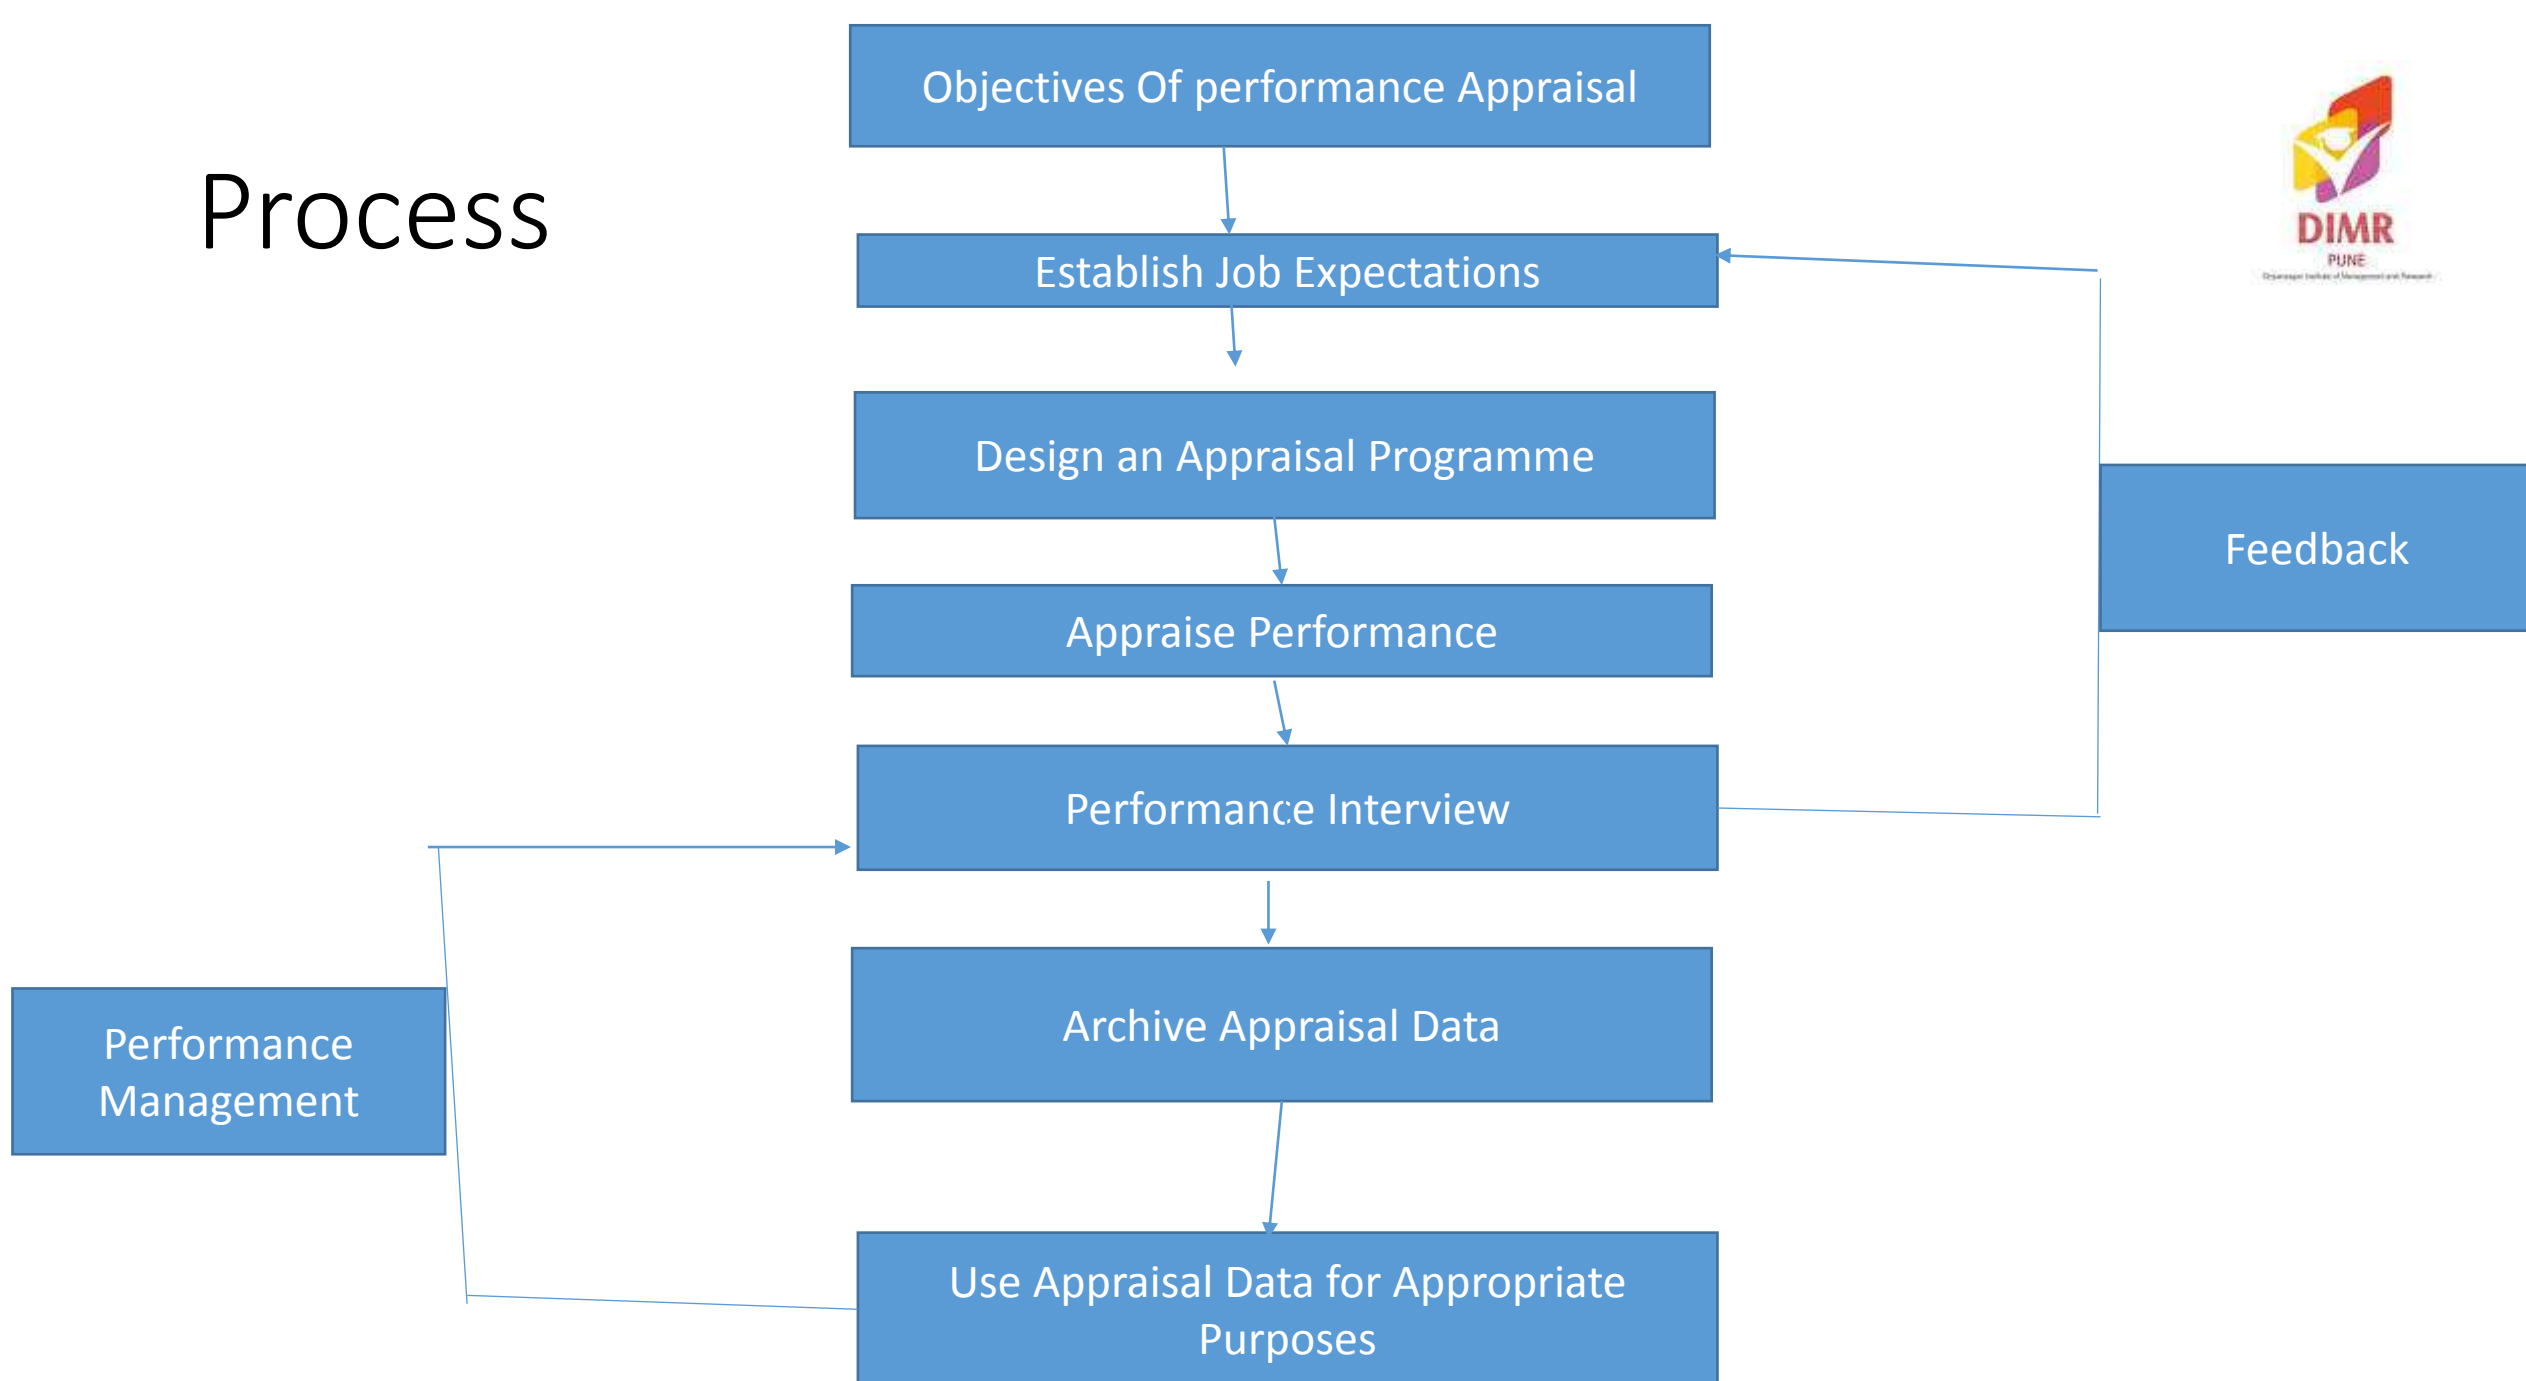 Objectives Of performance Appraisal
Process
DIMR
PUNE
Establish Job Expectations
Design an Appraisal Programme
Feedback
Appraise Performance
Performance Interview
Archive Appraisal Data
Performance
Management
Use Appraisal Data for Appropriate
Purposes